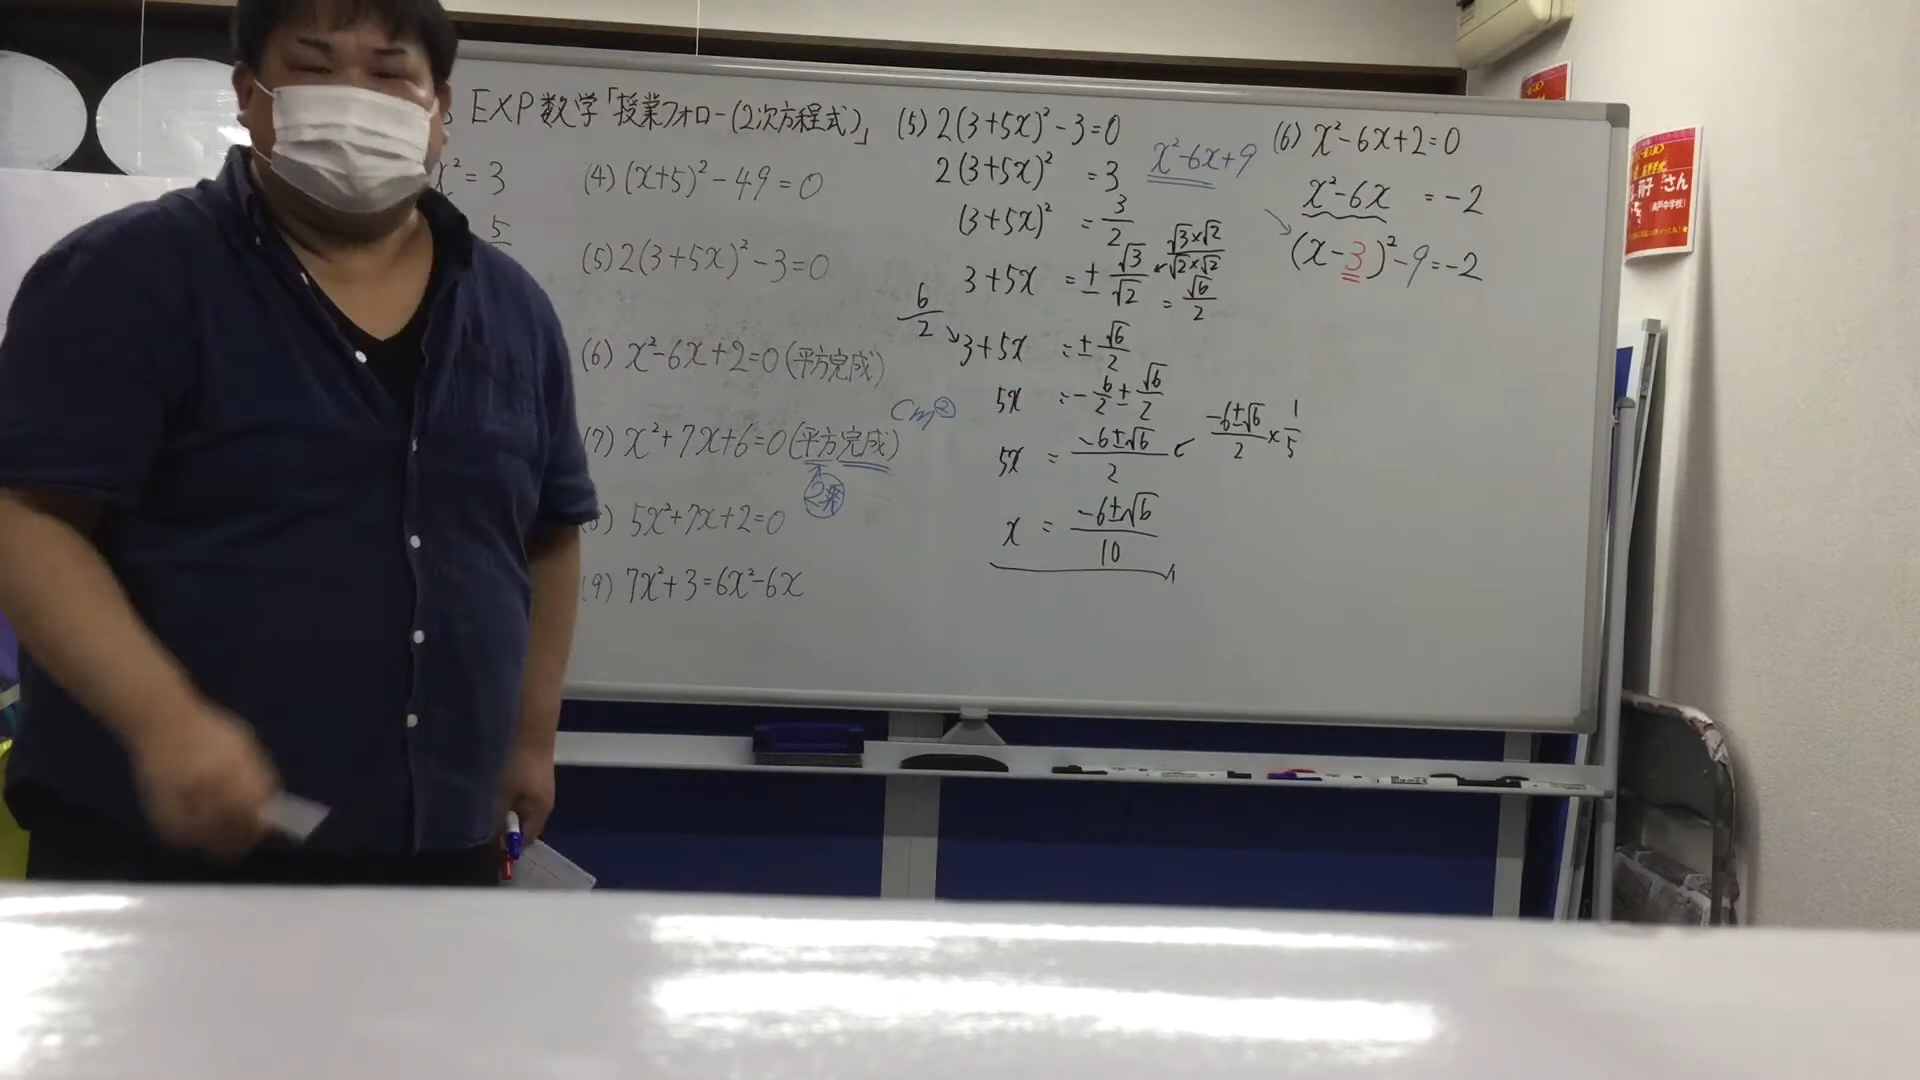 EXP数学「授業フォロー(2次方程式)」
x²=3
5
(4) (x+5)²-49=0
(5) 2(3+5x)²-3=0
(6) x²-6x+2=0(平方完成)
cm②
(7) x²+7x+6=0(平方完成)
2乗
5x²+7x+2=0
(9) 7x²+3=6x²-6x
(5) 2(3+5x)²-3=0
2(3+5x)² =3
(3+5x)² =3/2
3+5x =±√3/√2
√3×√2/√2×√2
=√6/2
6/2
3+5x =±√6/2
5x =-6/2±√6/2
5x = -6±√6/2
-6±√6/2×1/5
x = -6±√6/10
x²-6x+9
(6) x²-6x+2=0
x²-6x =-2
(x-3)²-9=-2
さん